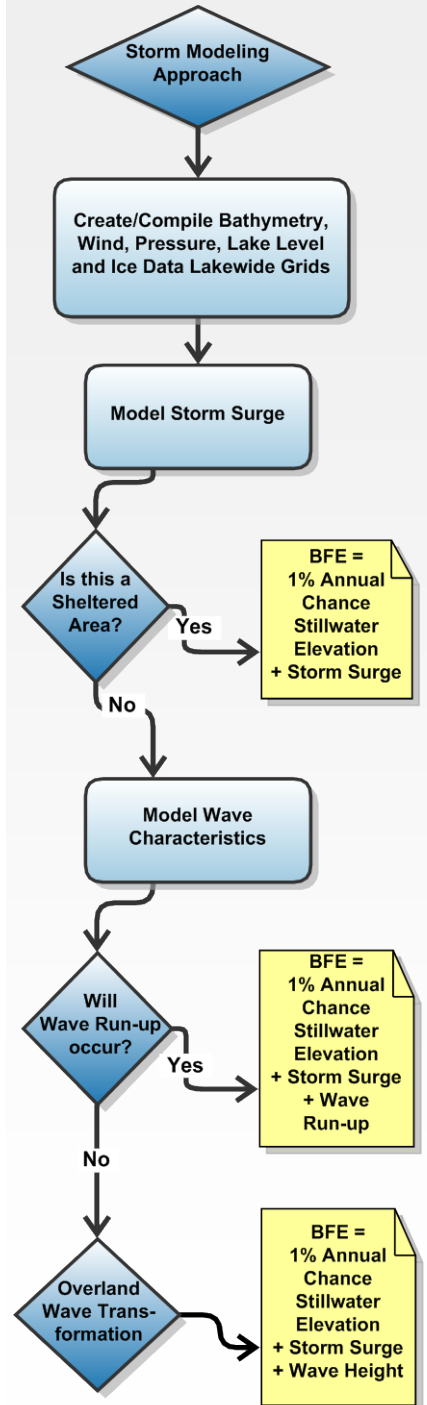 Storm Modeling
Approach
Create/Compile Bathymetry,
Wind, Pressure, Lake Level
and Ice Data Lakewide Grids
Model Storm Surge
Is this a
Sheltered
Area?
Yes
BFE =
1% Annual
Chance
Stillwater
Elevation
+ Storm Surge
No
Model Wave
Characteristics
Will
Wave Run-up
occur?
Yes
BFE =
1% Annual
Chance
Stillwater
Elevation
+ Storm Surge
+ Wave
Run-up
No
Overland
Wave Trans-
formation
BFE =
1% Annual
Chance
Stillwater
Elevation
+ Storm Surge
+ Wave Height